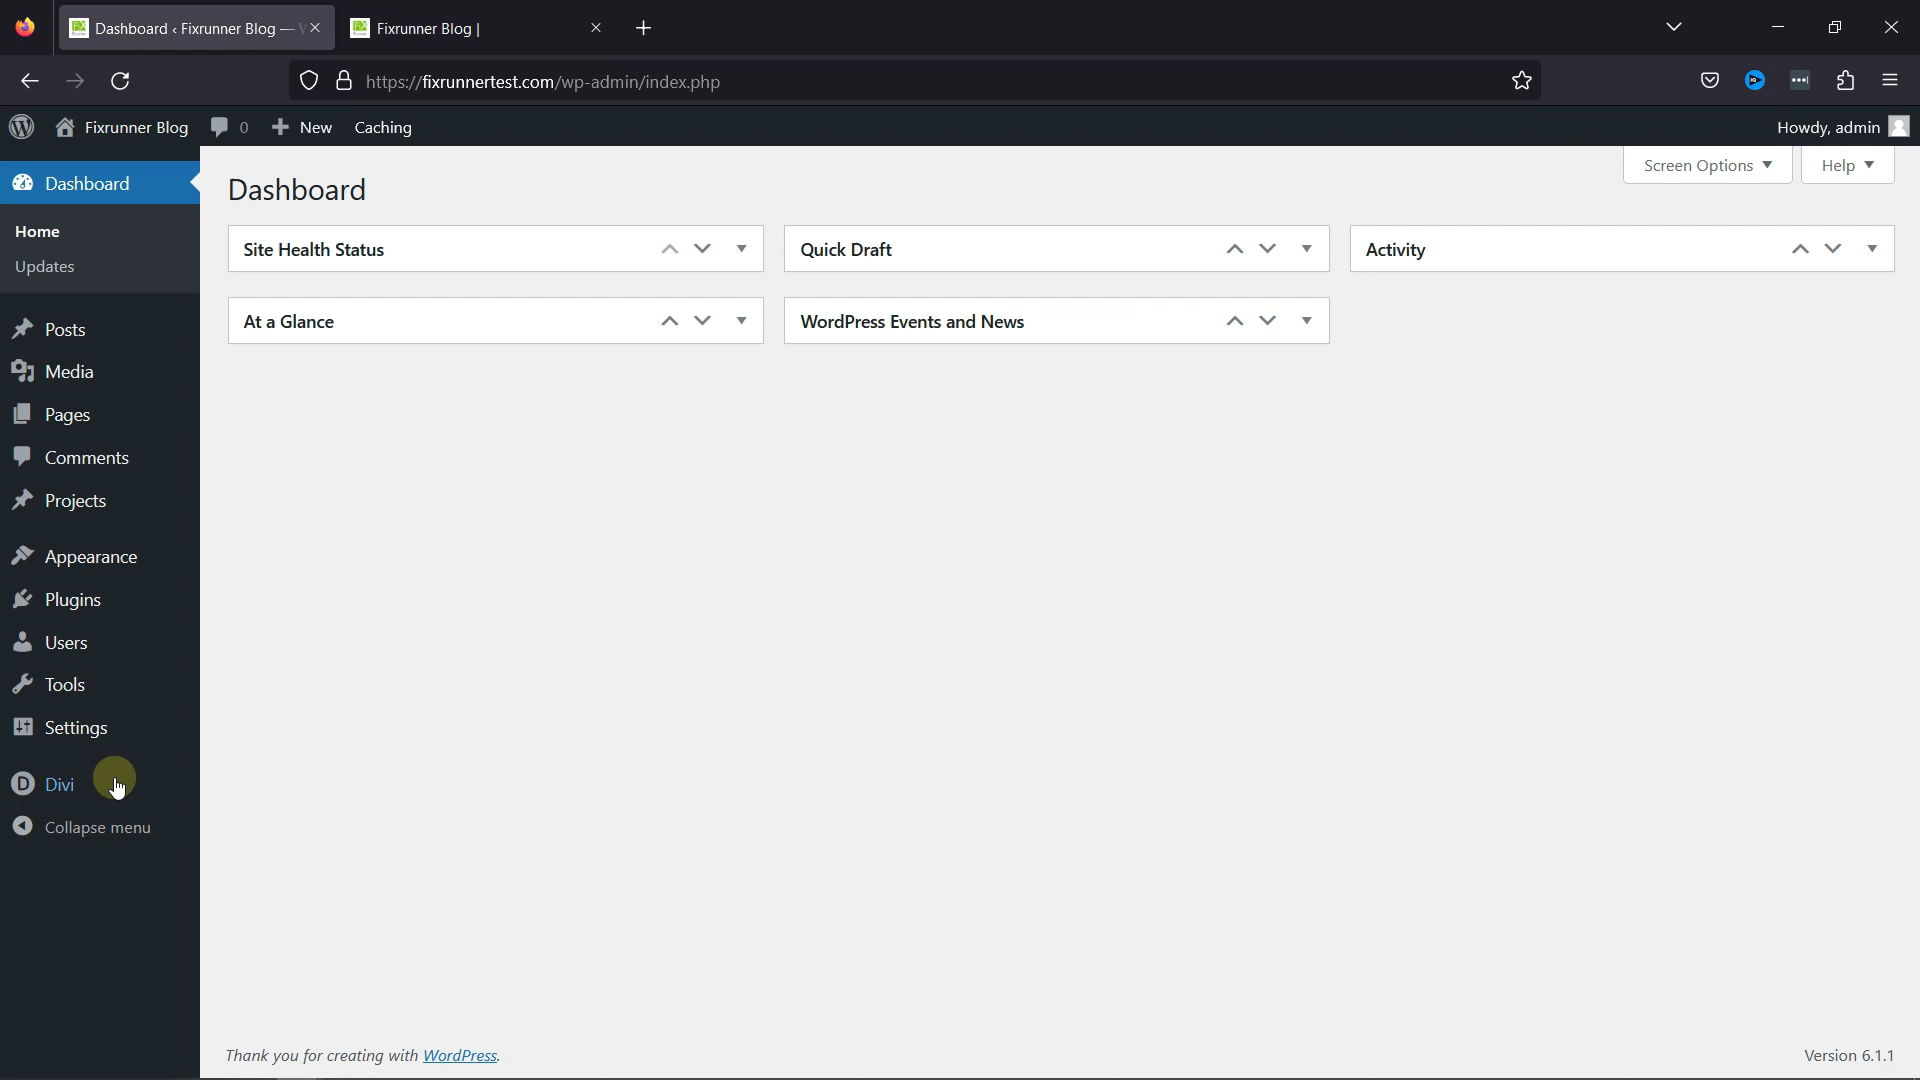 Dashboard ‹ Fixrunner Blog —
Fixrunner Blog |
https://fixrunnertest.com/wp-admin/index.php
Fixrunner Blog
0
New
Caching
Howdy, admin
Dashboard
Home
Updates
Posts
Media
Pages
Comments
Projects
Appearance
Plugins
Users
Tools
Settings
Divi
Collapse menu
Dashboard
Screen Options
Help
Site Health Status
Quick Draft
Activity
At a Glance
WordPress Events and News
Thank you for creating with WordPress.
Version 6.1.1